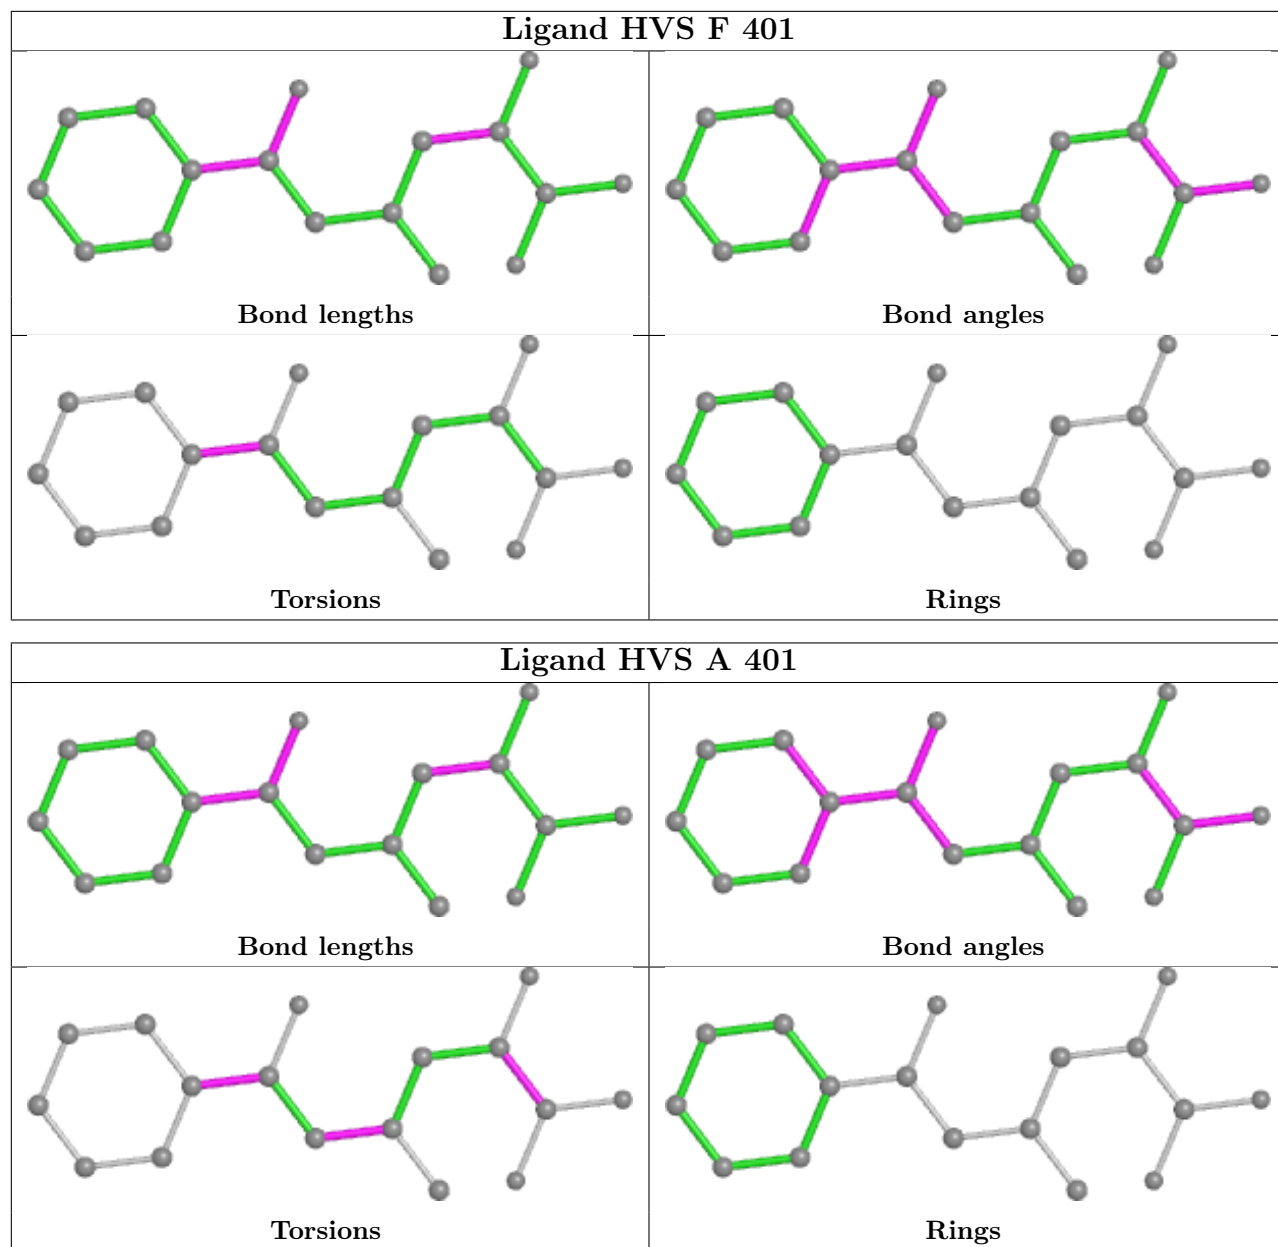 Ligand HVS F 401
Bond lengths
Bond angles
Torsions
Rings
Ligand HVS A 401
Bond lengths
Bond angles
Torsions
Rings